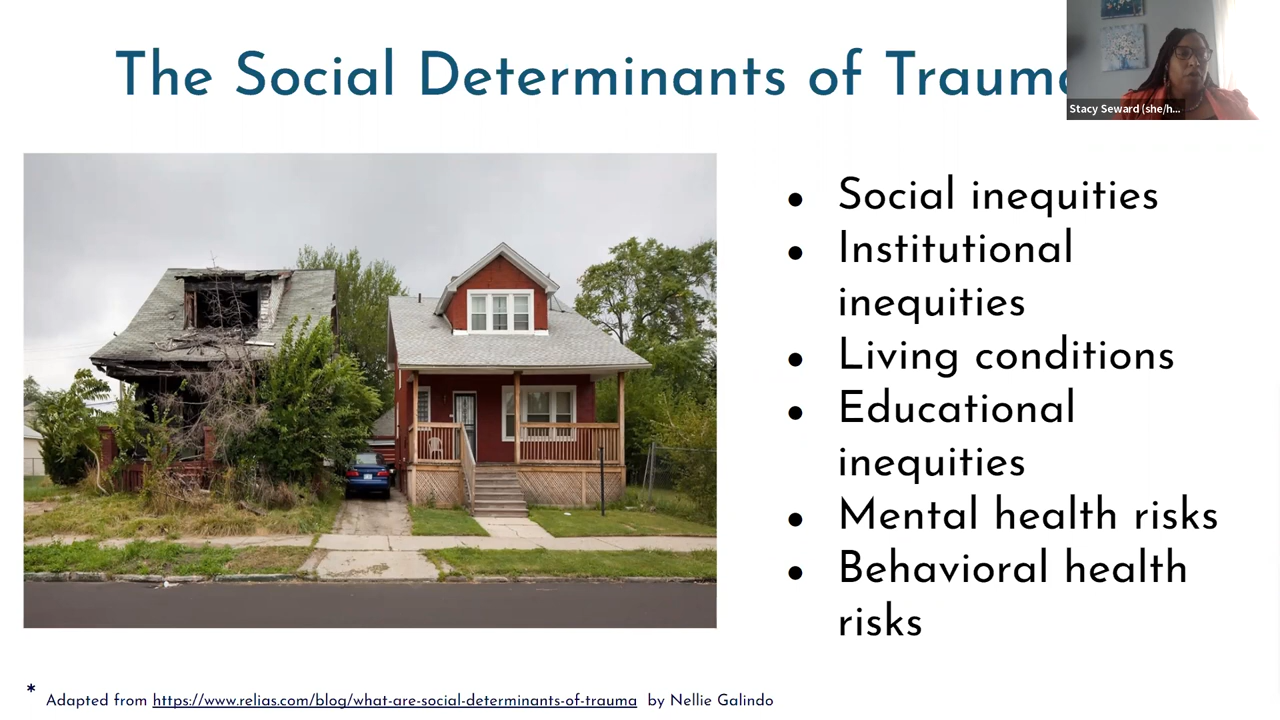 The Social Determinants of Trauma
Stacy Seward (she/h...
● Social inequities
● Institutional
inequities
● Living conditions
● Educational
inequities
● Mental health risks
● Behavioral health
risks
* Adapted from https://www.relias.com/blog/what-are-social-determinants-of-trauma by Nellie Galindo